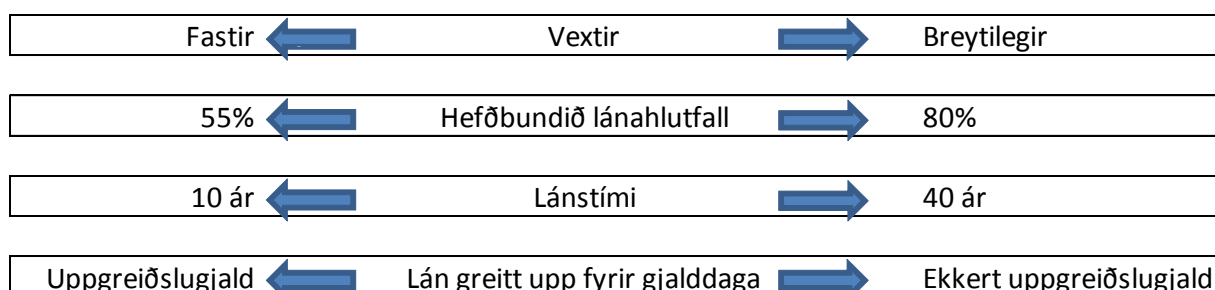 Fastir Vextir Breytilegir
55% Hefðbundið lánahlutfall 80%
10 ár Lánstími 40 ár
Uppgreiðslugjald Lán greitt upp fyrir gjalddaga Ekkert uppgreiðslugjald